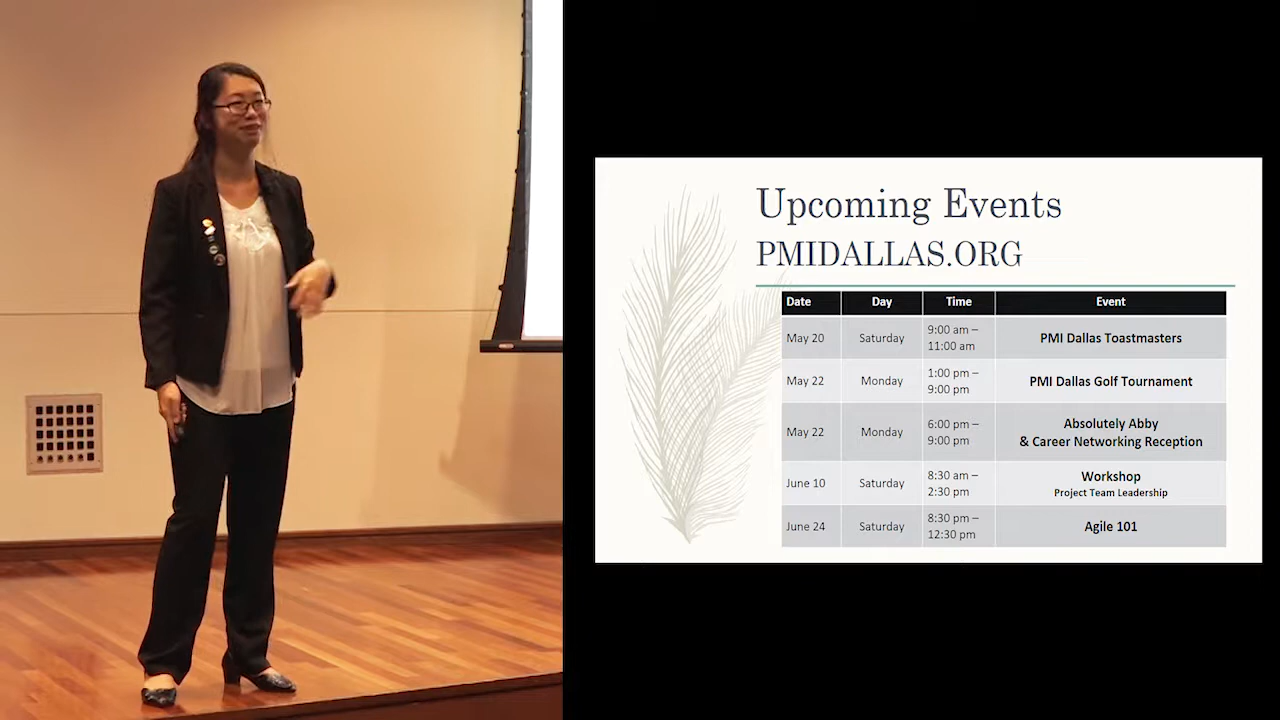 Upcoming Events
PMIDALLAS.ORG
Date Day Time Event
May 20 Saturday 9:00 am – 11:00 am PMI Dallas Toastmasters
May 22 Monday 1:00 pm – 9:00 pm PMI Dallas Golf Tournament
May 22 Monday 6:00 pm – 9:00 pm Absolutely Abby & Career Networking Reception
June 10 Saturday 8:30 am – 2:30 pm Workshop Project Team Leadership
June 24 Saturday 8:30 pm – 12:30 pm Agile 101